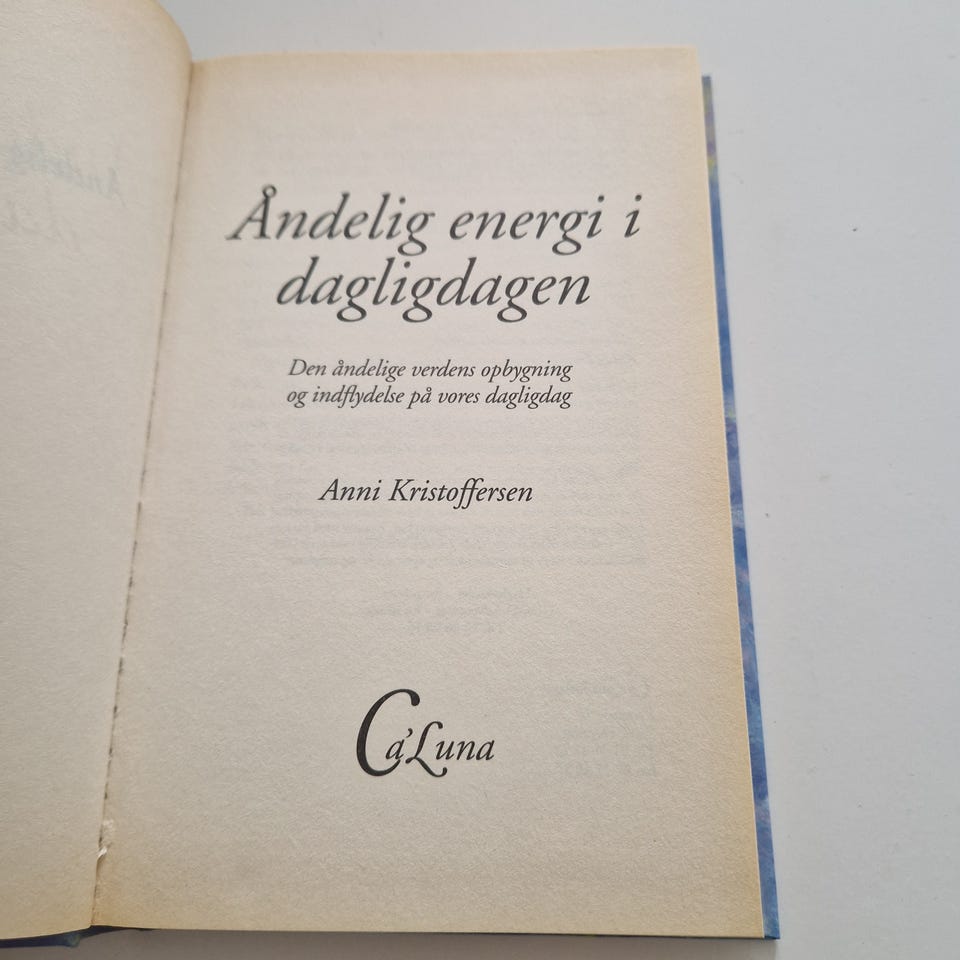 Åndelig energi i
dagligdagen
Den åndelige verdens opbygning
og indflydelse på vores dagligdag
Anni Kristoffersen
Ca'Luna